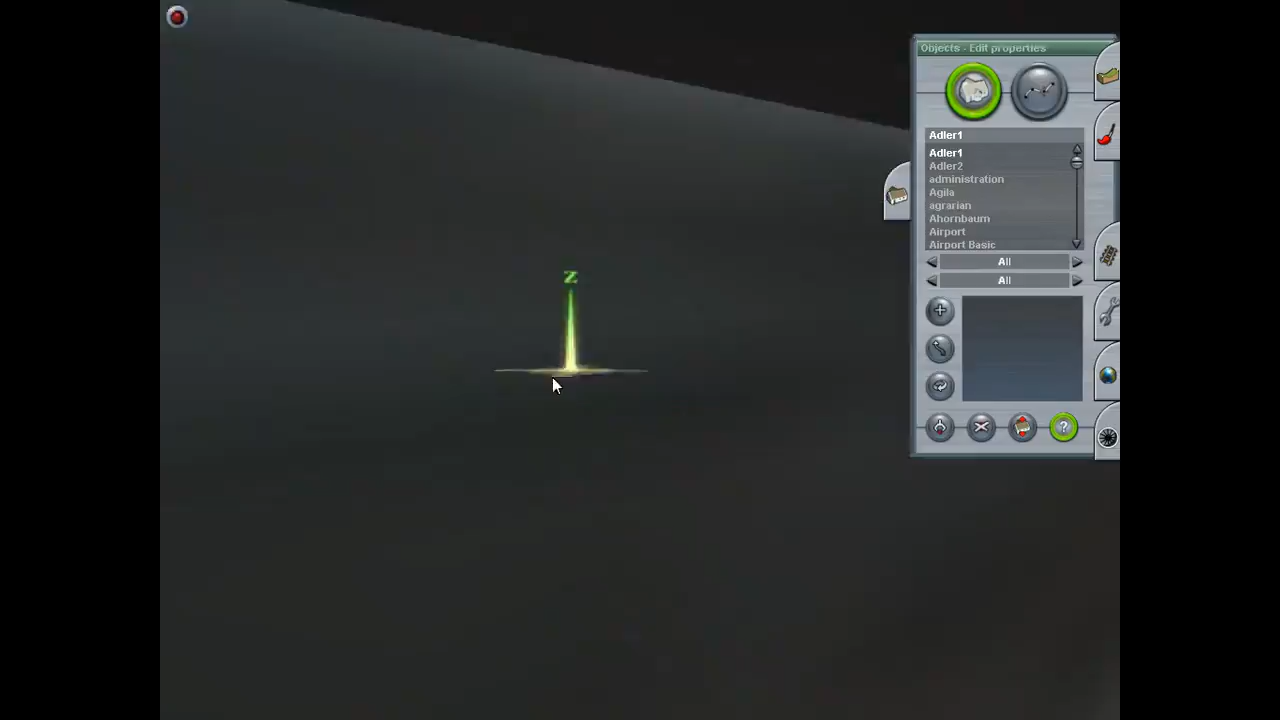 Objects - Edit properties
Adler1
Adler1
Adler2
administration
Agila
agrarian
Ahornbaum
Airport
Airport Basic
All
All
Z
?